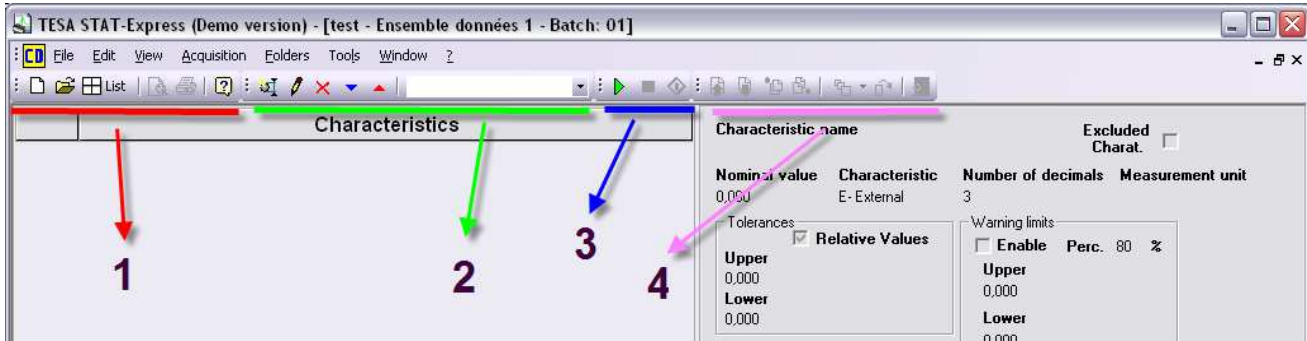 TESA STAT-Express (Demo version) - [test - Ensemble données 1 - Batch: 01]
CD File Edit View Acquisition Folders Tools Window ?
List
Characteristics
Characteristic name
Excluded
Charat.
Nominal value Characteristic Number of decimals Measurement unit
0,000 E- External 3
Tolerances
Relative Values
Upper
0,000
Lower
0,000
Warning limits
Enable Perc. 80 %
Upper
0,000
Lower
0,000
1
2
3
4